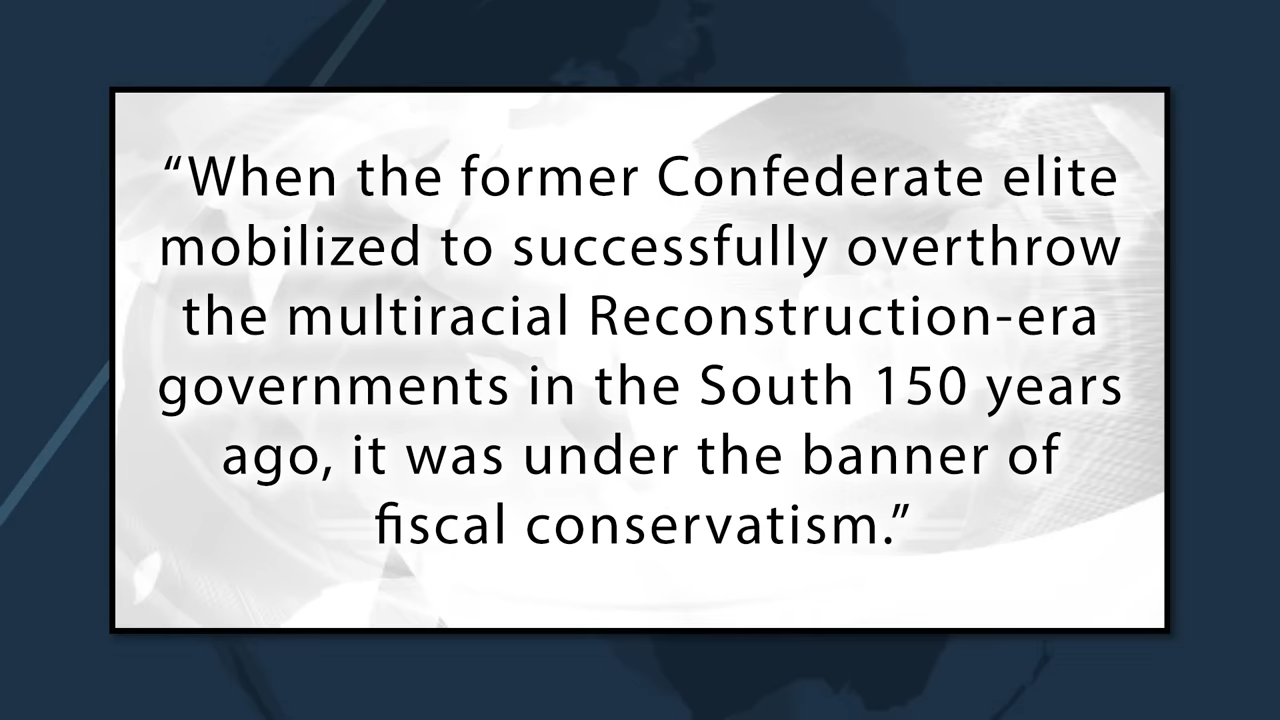 “When the former Confederate elite
mobilized to successfully overthrow
the multiracial Reconstruction-era
governments in the South 150 years
ago, it was under the banner of
fiscal conservatism.”